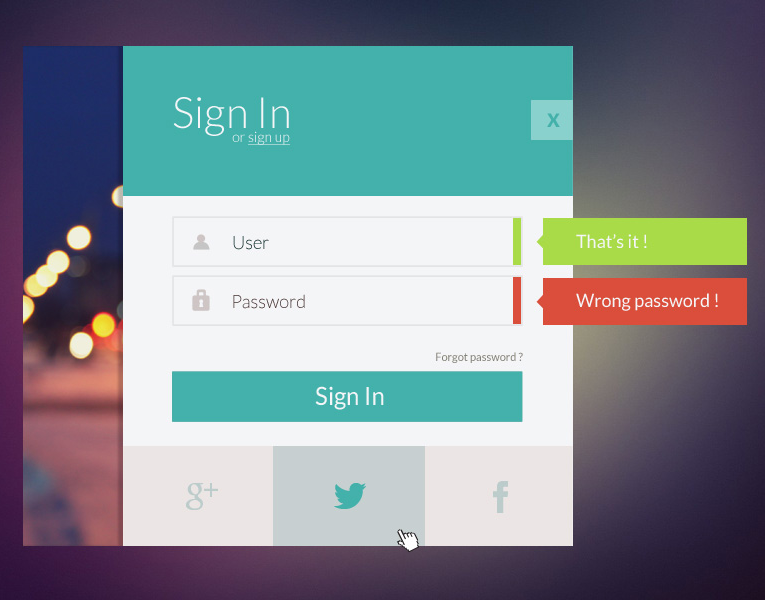 Sign In
or sign up
X
User
That's it !
Password
Wrong password !
Forgot password ?
Sign In
g+
f